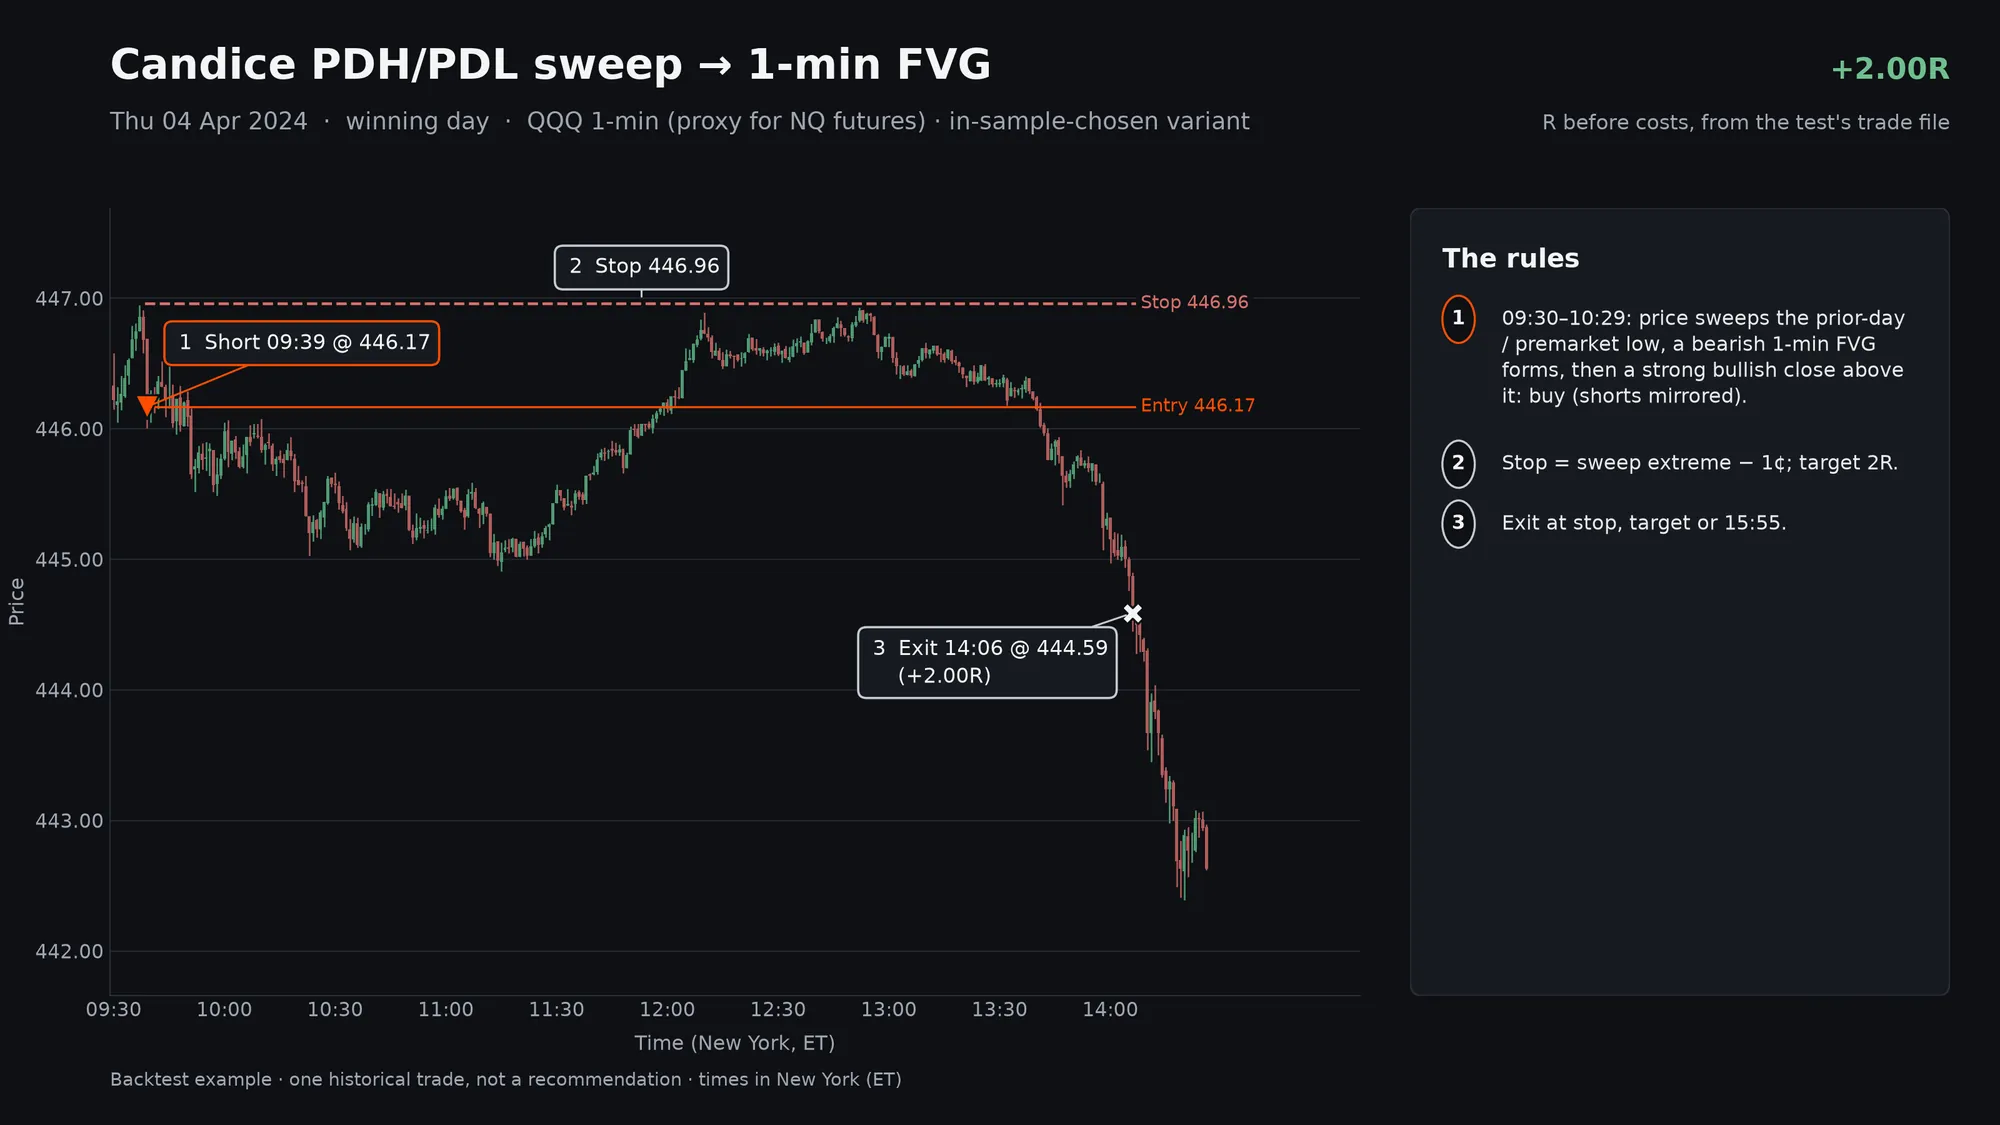 Candice PDH/PDL sweep → 1-min FVG
+2.00R
Thu 04 Apr 2024 · winning day · QQQ 1-min (proxy for NQ futures) · in-sample-chosen variant
R before costs, from the test's trade file
2 Stop 446.96
Stop 446.96
1 Short 09:39 @ 446.17
Entry 446.17
3 Exit 14:06 @ 444.59
(+2.00R)
447.00
446.00
445.00
444.00
443.00
442.00
Price
09:30 10:00 10:30 11:00 11:30 12:00 12:30 13:00 13:30 14:00
Time (New York, ET)
The rules
1 09:30–10:29: price sweeps the prior-day
/ premarket low, a bearish 1-min FVG
forms, then a strong bullish close above
it: buy (shorts mirrored).
2 Stop = sweep extreme − 1¢; target 2R.
3 Exit at stop, target or 15:55.
Backtest example · one historical trade, not a recommendation · times in New York (ET)